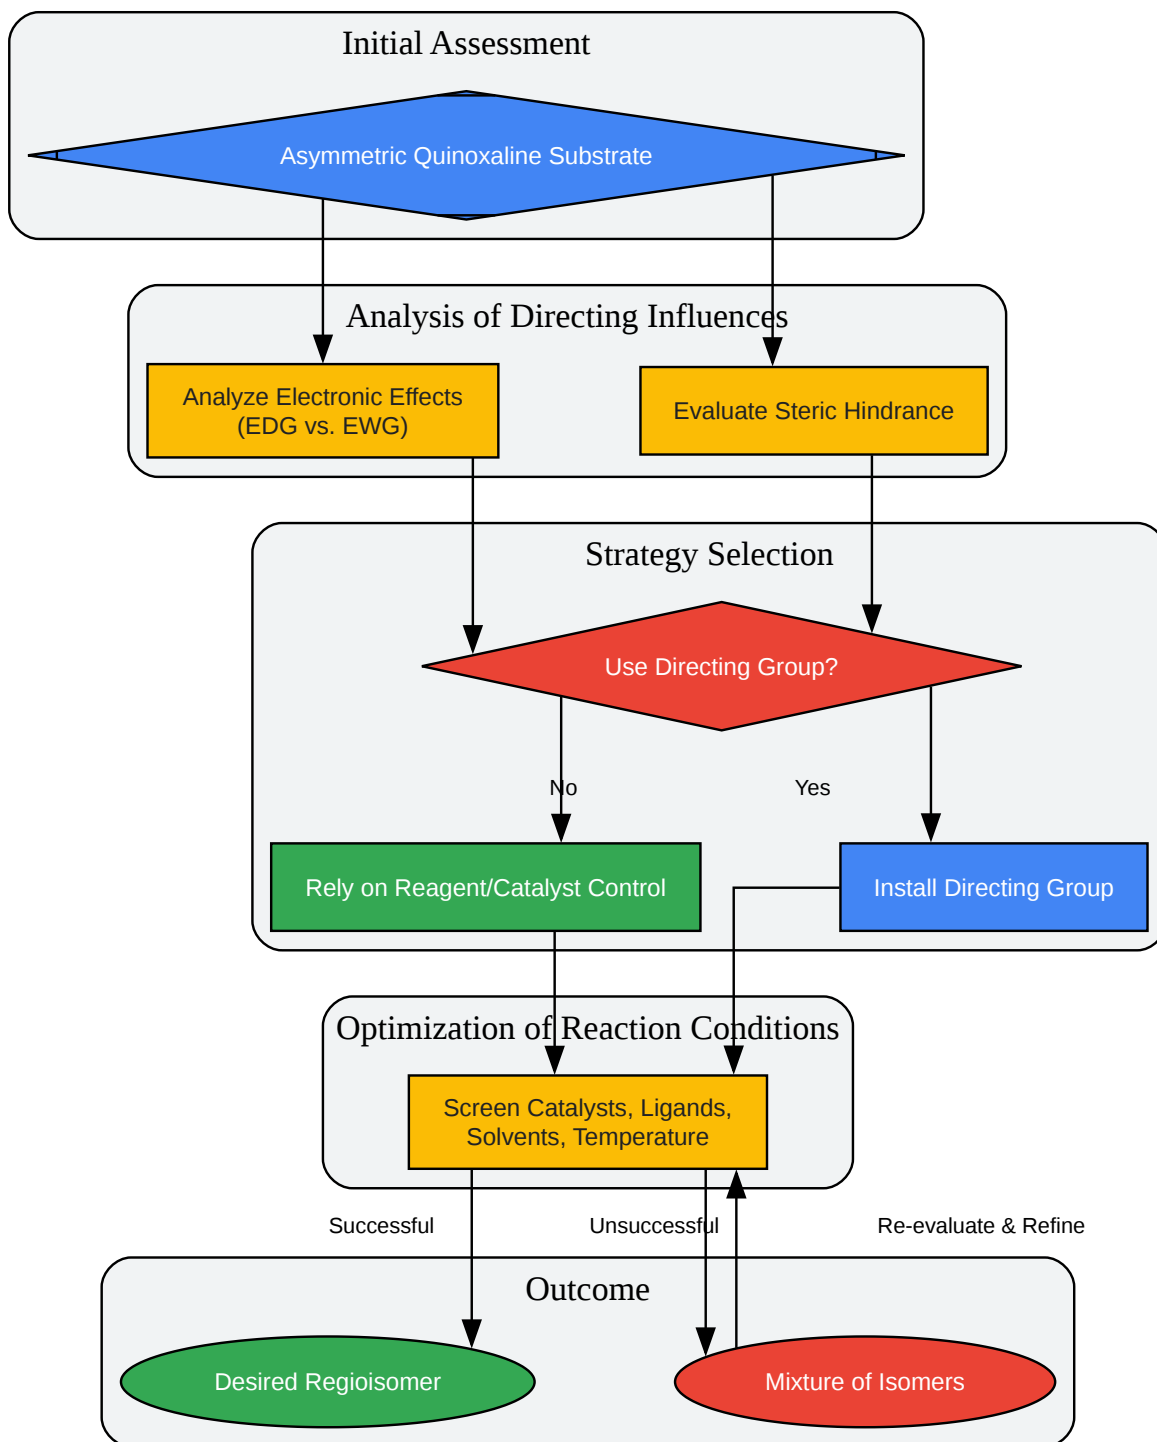 Initial Assessment
Asymmetric Quinoxaline Substrate
Analysis of Directing Influences
Analyze Electronic Effects
(EDG vs. EWG)
Evaluate Steric Hindrance
Strategy Selection
Use Directing Group?
No
Yes
Rely on Reagent/Catalyst Control
Install Directing Group
Optimization of Reaction Conditions
Screen Catalysts, Ligands,
Solvents, Temperature
Successful
Unsuccessful
Re-evaluate & Refine
Outcome
Desired Regioisomer
Mixture of Isomers